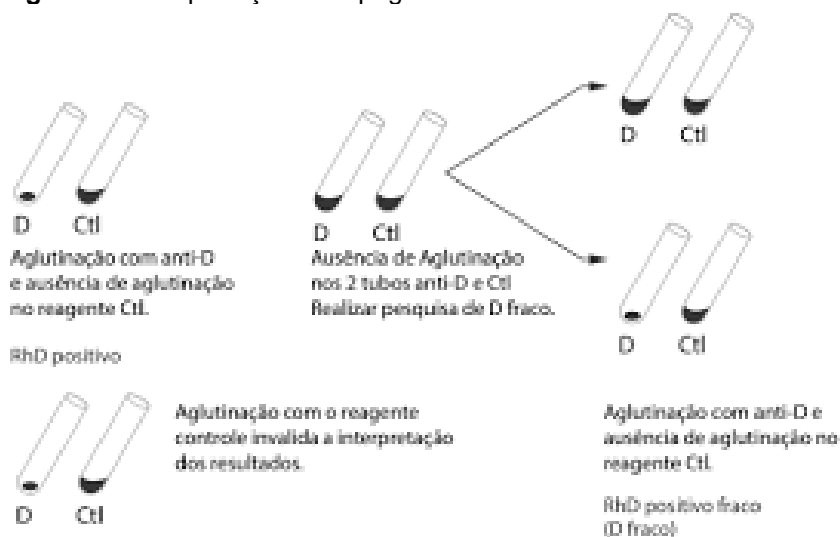 D Ctl
D Ctl
Aglutinação com anti-D
e ausência de aglutinação
no reagente Ctl.
RhD positivo
D Ctl
Ausência de Aglutinação
nos 2 tubos anti-D e Ctl
Realizar pesquisa de D fraco.
D Ctl
Aglutinação com o reagente
controle invalida a interpretação
dos resultados.
D Ctl
Aglutinação com anti-D e
ausência de aglutinação no
reagente Ctl.
RhD positivo fraco
(D fraco)